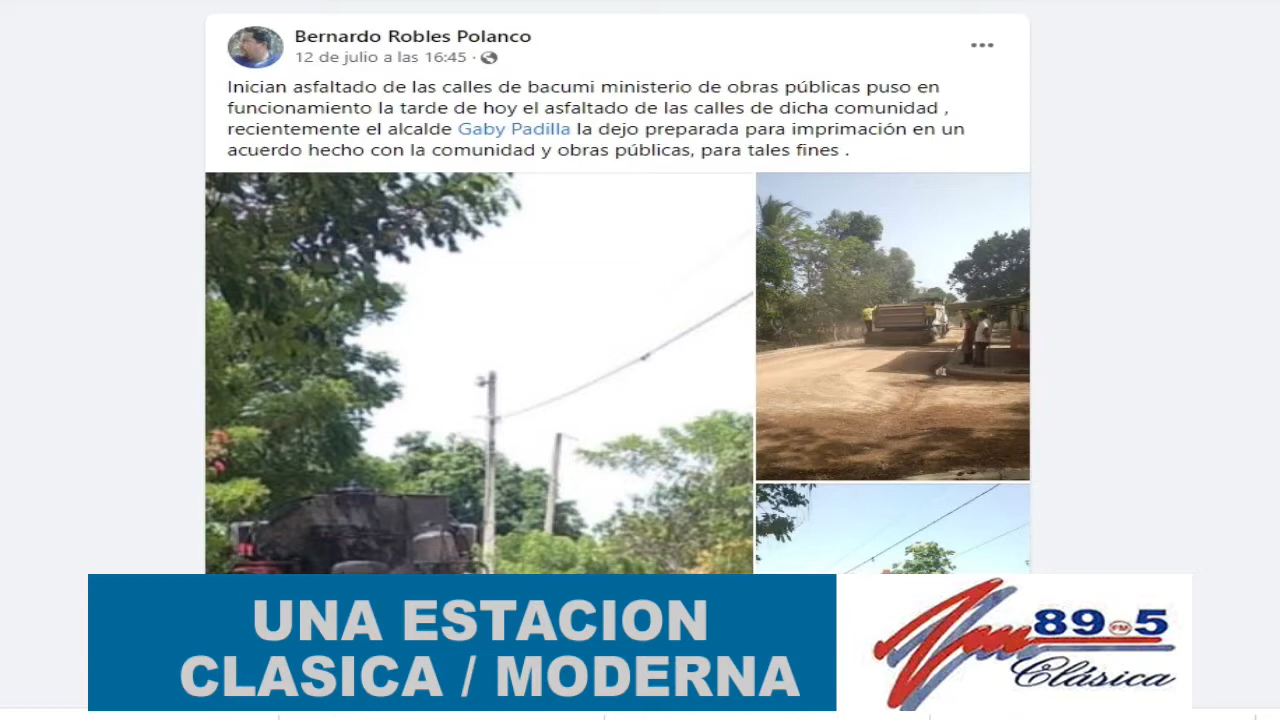 Bernardo Robles Polanco
12 de julio a las 16:45 ·
Inician asfaltado de las calles de bacumi ministerio de obras públicas puso en
funcionamiento la tarde de hoy el asfaltado de las calles de dicha comunidad ,
recientemente el alcalde Gaby Padilla la dejo preparada para imprimación en un
acuerdo hecho con la comunidad y obras públicas, para tales fines .
UNA ESTACION
CLASICA / MODERNA
89 FM 5
Clásica